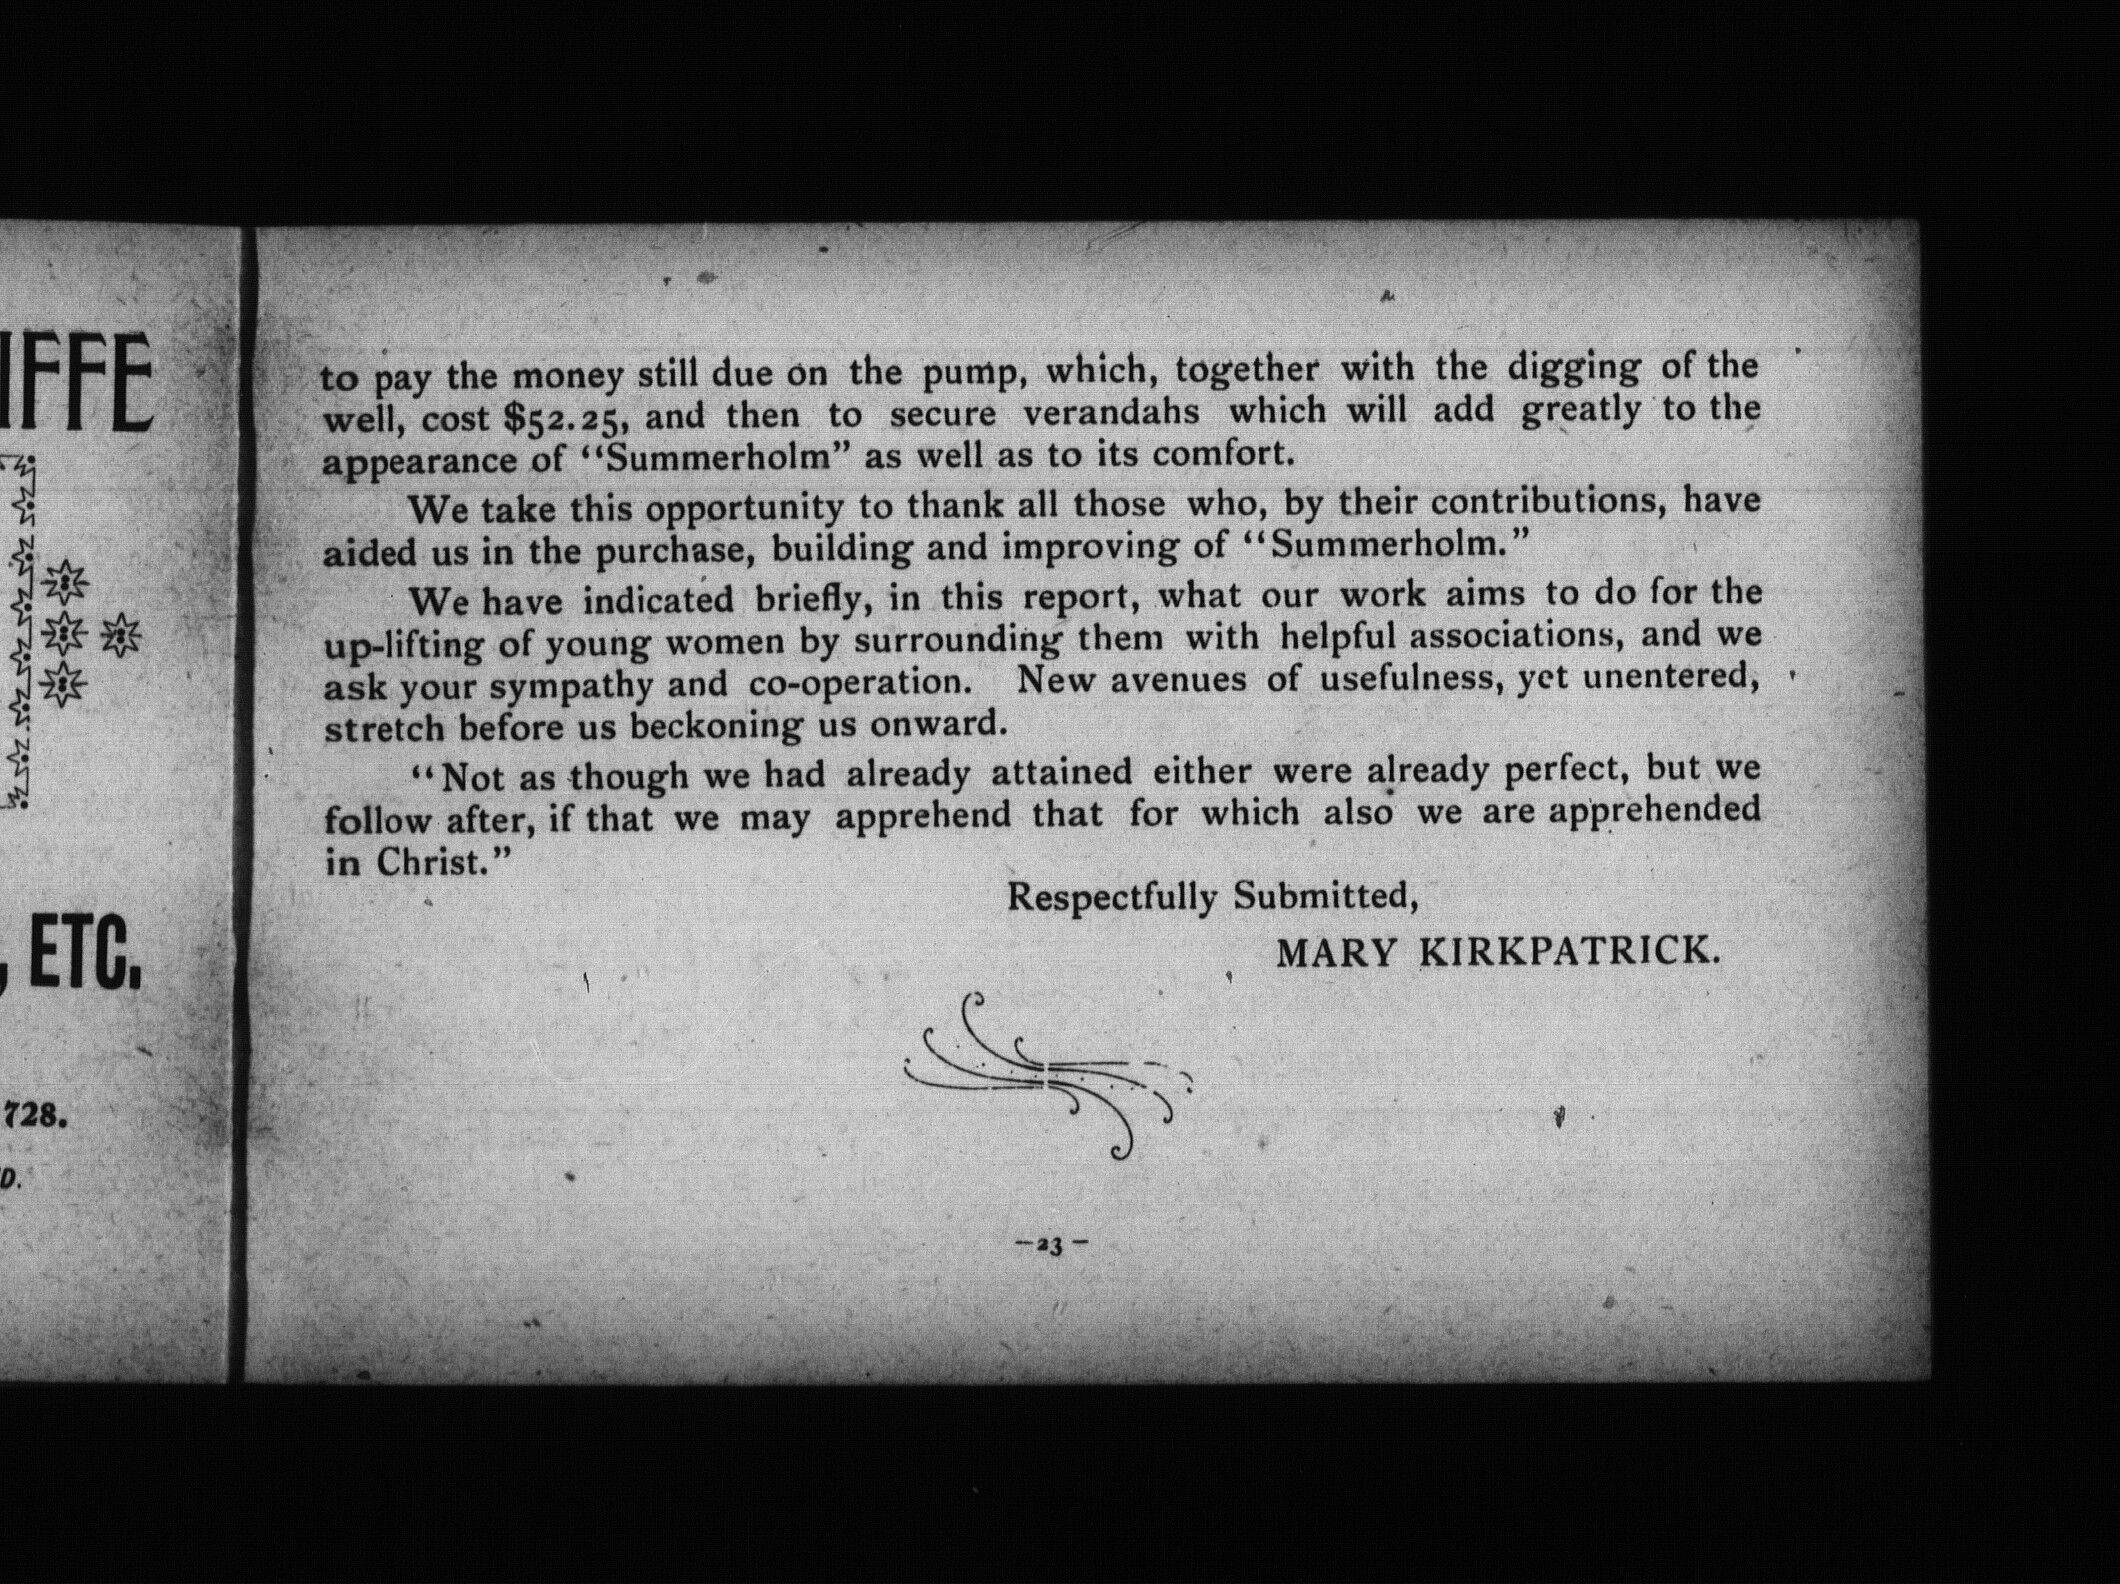 IFFE
, ETC.
728.
D.
to pay the money still due on the pump, which, together with the digging of the
well, cost $52.25, and then to secure verandahs which will add greatly to the
appearance of “Summerholm” as well as to its comfort.
We take this opportunity to thank all those who, by their contributions, have
aided us in the purchase, building and improving of “Summerholm.”
We have indicated briefly, in this report, what our work aims to do for the
up-lifting of young women by surrounding them with helpful associations, and we
ask your sympathy and co-operation. New avenues of usefulness, yet unentered,
stretch before us beckoning us onward.
“Not as though we had already attained either were already perfect, but we
follow after, if that we may apprehend that for which also we are apprehended
in Christ.”
Respectfully Submitted,
MARY KIRKPATRICK.
—23—